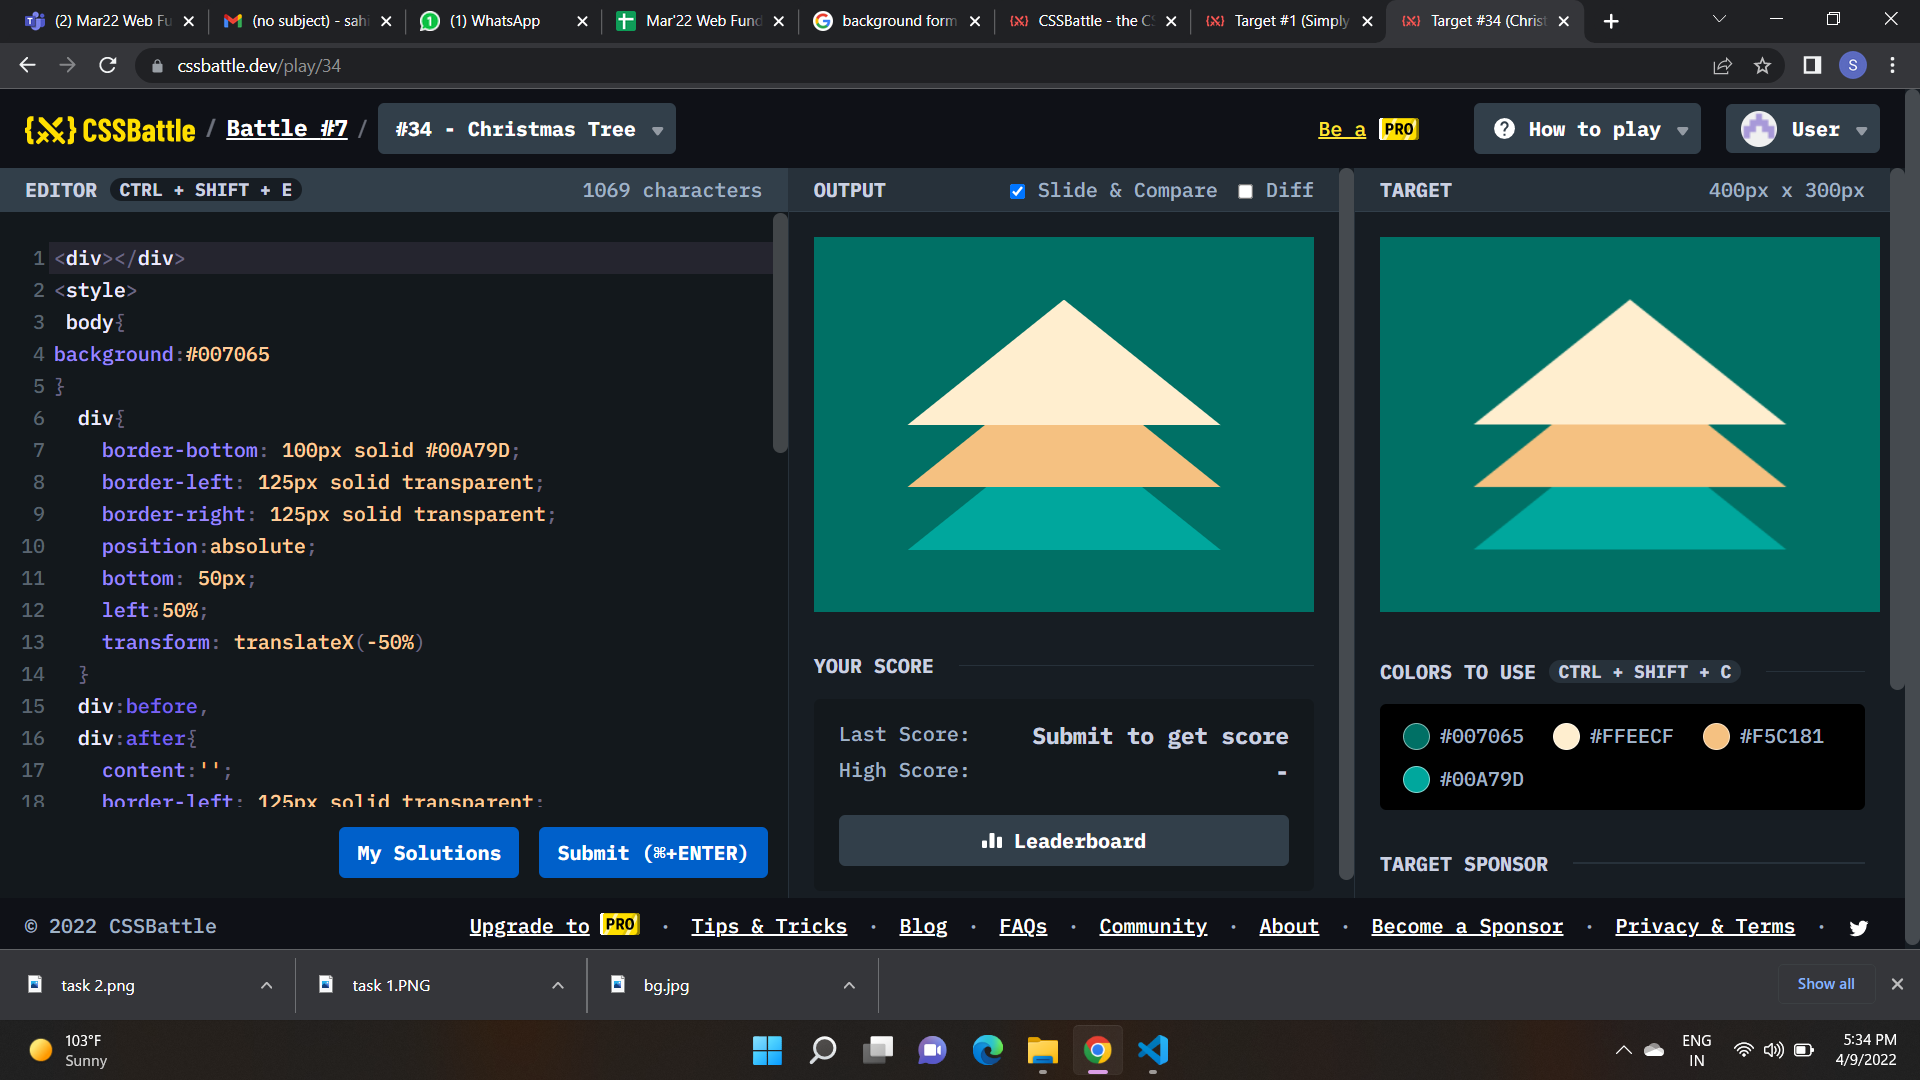 (2) Mar22 Web Fu
(no subject) - sahi
(1) WhatsApp
Mar'22 Web Fund
background form
CSSBattle - the CS
Target #1 (Simply
Target #34 (Christ
cssbattle.dev/play/34
S
CSSBattle / Battle #7 / #34 - Christmas Tree
Be a PRO
How to play
User
EDITOR CTRL + SHIFT + E 1069 characters
OUTPUT Slide & Compare Diff
TARGET 400px x 300px
1 <div></div>
2 <style>
3 body{
4 background:#007065
5 }
6 div{
7 border-bottom: 100px solid #00A79D;
8 border-left: 125px solid transparent;
9 border-right: 125px solid transparent;
10 position:absolute;
11 bottom: 50px;
12 left:50%;
13 transform: translateX(-50%)
14 }
15 div:before,
16 div:after{
17 content:'';
18 border-left: 125px solid transparent;
My Solutions
Submit (⌘+ENTER)
YOUR SCORE
Last Score: Submit to get score
High Score: -
Leaderboard
COLORS TO USE CTRL + SHIFT + C
#007065 #FFEECF #F5C181
#00A79D
TARGET SPONSOR
© 2022 CSSBattle
Upgrade to PRO · Tips & Tricks · Blog · FAQs · Community · About · Become a Sponsor · Privacy & Terms ·
task 2.png
task 1.PNG
bg.jpg
Show all
103°F
Sunny
ENG
IN
5:34 PM
4/9/2022